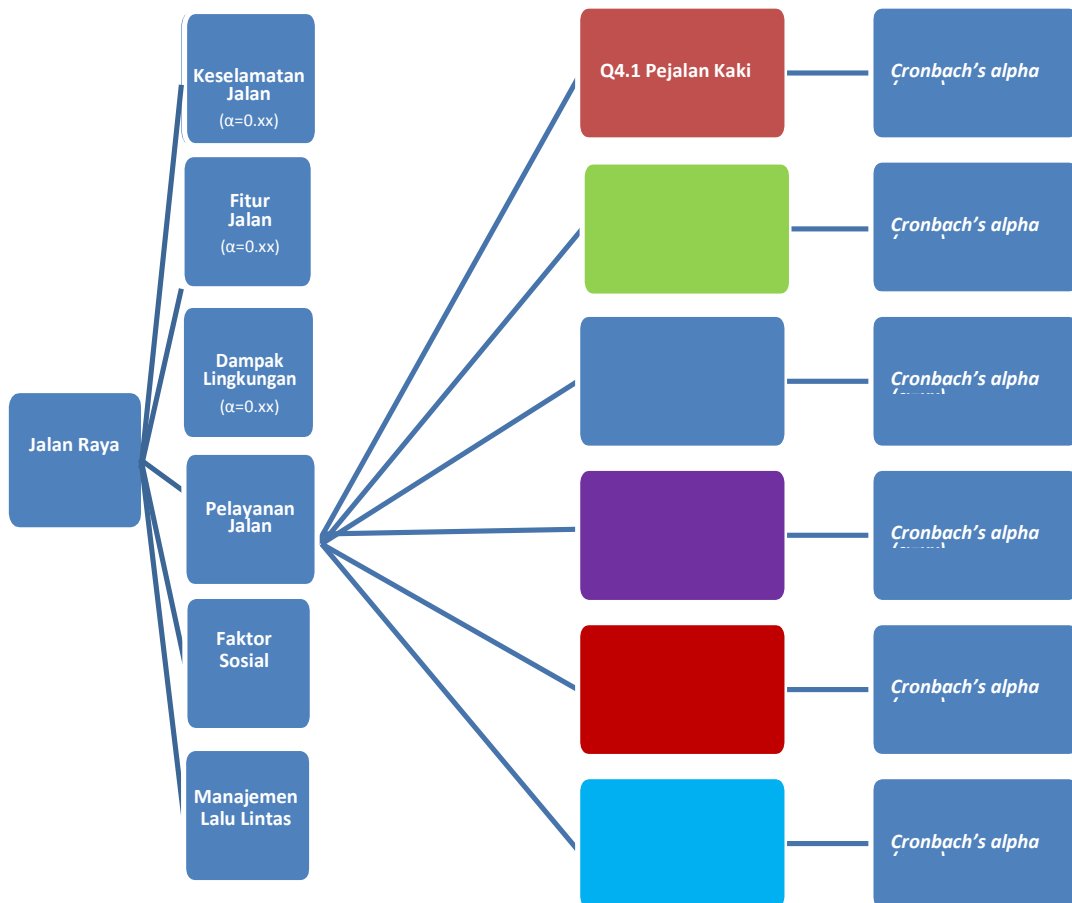 Jalan Raya
Keselamatan
Jalan
(α=0.xx)
Fitur
Jalan
(α=0.xx)
Dampak
Lingkungan
(α=0.xx)
Pelayanan
Jalan
Faktor
Sosial
Manajemen
Lalu Lintas
Q4.1 Pejalan Kaki
Cronbach’s alpha
Cronbach’s alpha
Cronbach’s alpha
Cronbach’s alpha
Cronbach’s alpha
Cronbach’s alpha